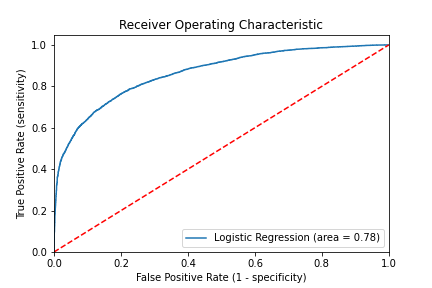 Receiver Operating Characteristic
True Positive Rate (sensitivity)
1.0
0.8
0.6
0.4
0.2
0.0
Logistic Regression (area = 0.78)
0.0 0.2 0.4 0.6 0.8 1.0
False Positive Rate (1 - specificity)